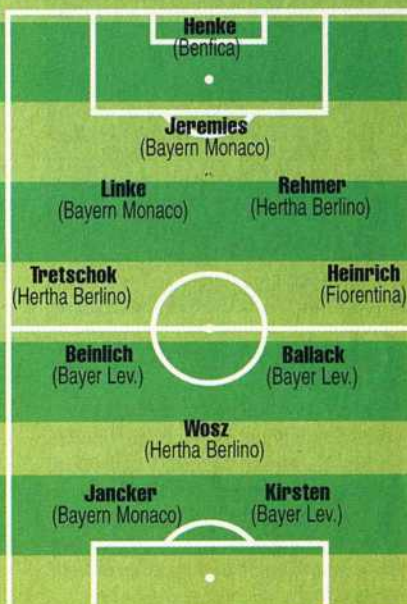 Henke
(Benfica)
Jeremies
(Bayern Monaco)
Linke
(Bayern Monaco)
Rehmer
(Hertha Berlino)
Tretschok
(Hertha Berlino)
Heinrich
(Fiorentina)
Beinlich
(Bayer Lev.)
Ballack
(Bayer Lev.)
Wosz
(Hertha Berlino)
Jancker
(Bayern Monaco)
Kirsten
(Bayer Lev.)